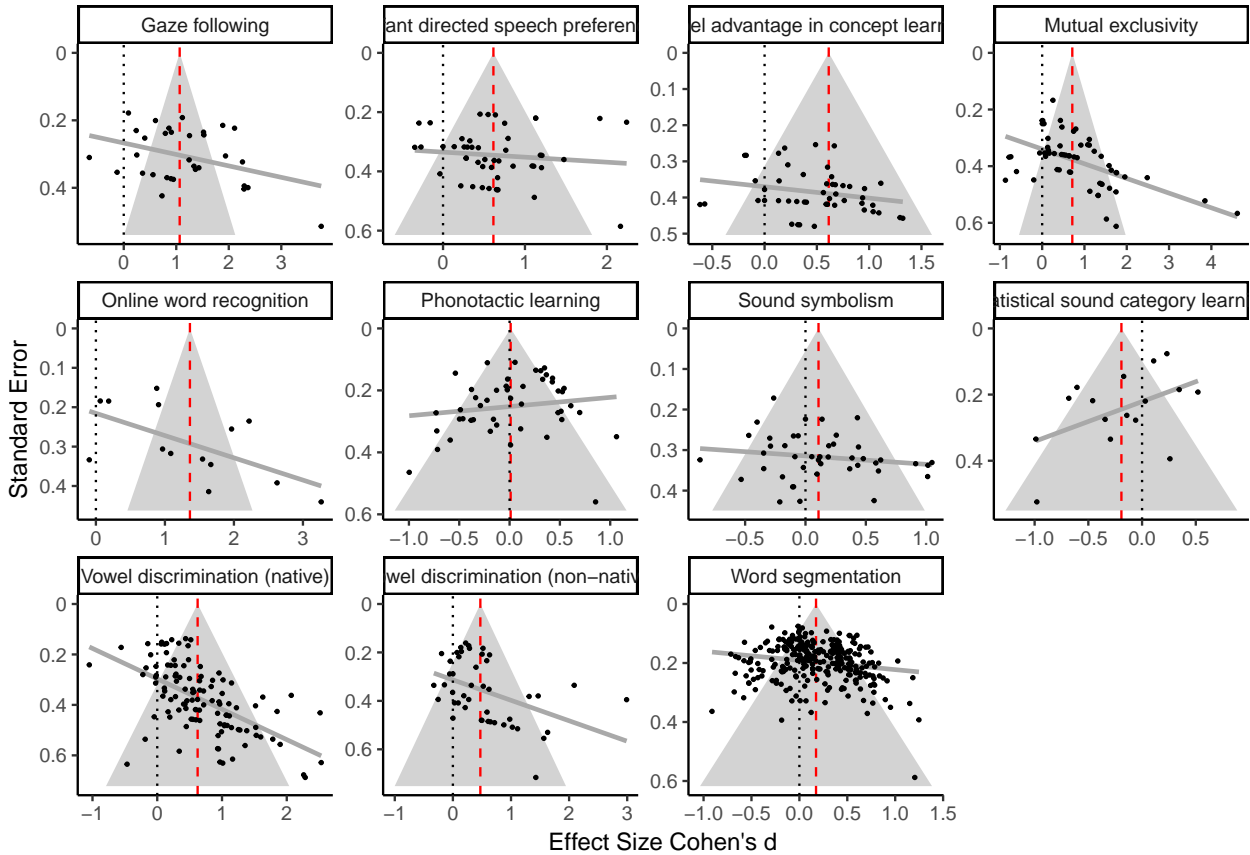 Gaze following
ant directed speech preferen
el advantage in concept learn
Mutual exclusivity
0
0.2
0.4
0 1 2 3
0
0.2
0.4
0.6
0 1 2
0
0.1
0.2
0.3
0.4
0.5
−0.5 0.0 0.5 1.0 1.5
0
0.2
0.4
0.6
−1 0 1 2 3 4
Standard Error
Online word recognition
Phonotactic learning
Sound symbolism
atistical sound category learn
0
0.1
0.2
0.3
0.4
0 1 2 3
0
0.2
0.4
0.6
−1.0 −0.5 0.0 0.5 1.0
0
0.1
0.2
0.3
0.4
−0.5 0.0 0.5 1.0
0
0.2
0.4
−1.0 −0.5 0.0 0.5
Vowel discrimination (native)
wel discrimination (non−nativ
Word segmentation
0
0.2
0.4
0.6
−1 0 1 2
0
0.2
0.4
0.6
−1 0 1 2 3
0
0.2
0.4
0.6
−1.0 −0.5 0.0 0.5 1.0 1.5
Effect Size Cohen's d